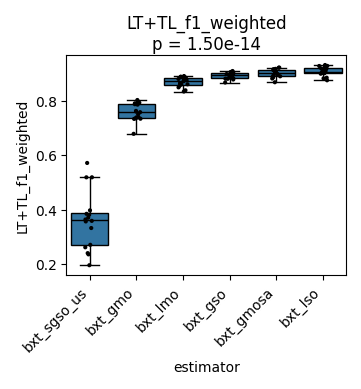 LT+TL_f1_weighted
p = 1.50e-14
LT+TL_f1_weighted
0.8
0.6
0.4
0.2
bxt_sgso_us
bxt_gmo
bxt_lmo
bxt_gso
bxt_gmosa
bxt_lso
estimator